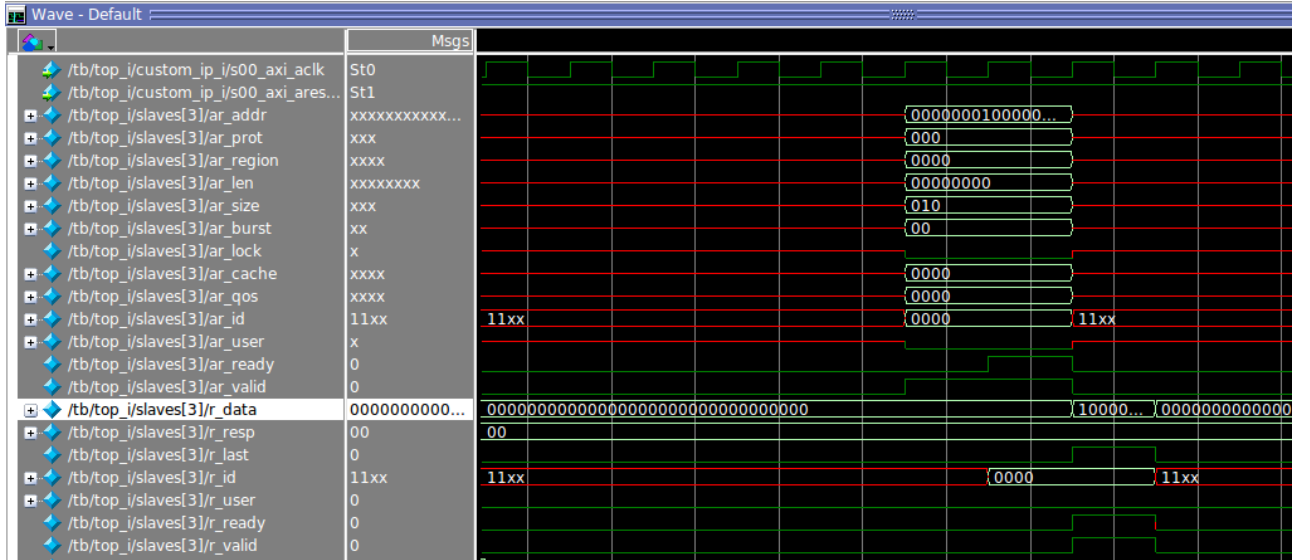 Wave - Default
Msgs
/tb/top_i/custom_ip_i/s00_axi_aclk St0
/tb/top_i/custom_ip_i/s00_axi_ares... St1
/tb/top_i/slaves[3]/ar_addr xxxxxxxxxxx... 0000000100000...
/tb/top_i/slaves[3]/ar_prot xxx 000
/tb/top_i/slaves[3]/ar_region xxxx 0000
/tb/top_i/slaves[3]/ar_len xxxxxxxx 00000000
/tb/top_i/slaves[3]/ar_size xxx 010
/tb/top_i/slaves[3]/ar_burst xx 00
/tb/top_i/slaves[3]/ar_lock x
/tb/top_i/slaves[3]/ar_cache xxxx 0000
/tb/top_i/slaves[3]/ar_qos xxxx 0000
/tb/top_i/slaves[3]/ar_id 11xx 11xx 0000 11xx
/tb/top_i/slaves[3]/ar_user x
/tb/top_i/slaves[3]/ar_ready 0
/tb/top_i/slaves[3]/ar_valid 0
/tb/top_i/slaves[3]/r_data 0000000000... 00000000000000000000000000000000 10000... 0000000000000
/tb/top_i/slaves[3]/r_resp 00 00
/tb/top_i/slaves[3]/r_last 0
/tb/top_i/slaves[3]/r_id 11xx 11xx 0000 11xx
/tb/top_i/slaves[3]/r_user 0
/tb/top_i/slaves[3]/r_ready 0
/tb/top_i/slaves[3]/r_valid 0